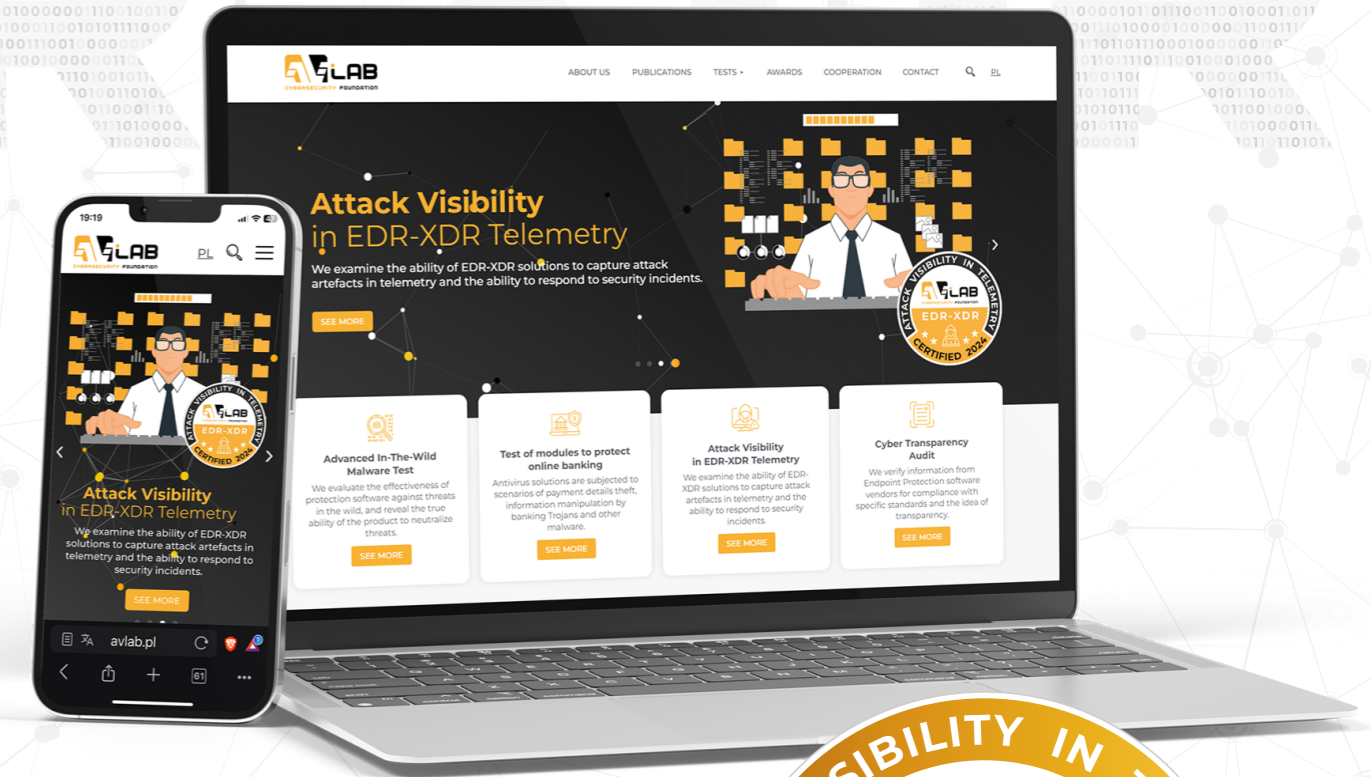 AVLAB
CYBERSECURITY FOUNDATION
ABOUT US PUBLICATIONS TESTS AWARDS COOPERATION CONTACT PL
Attack Visibility
in EDR-XDR Telemetry
We examine the ability of EDR-XDR solutions to capture attack
artefacts in telemetry and the ability to respond to security incidents.
SEE MORE
ATTACK VISIBILITY IN TELEMETRY
AVLAB
CYBERSECURITY FOUNDATION
EDR-XDR
CERTIFIED 2024
Advanced In-The-Wild
Malware Test
We evaluate the effectiveness of
protection software against threats
in the wild, and reveal the true
ability of the product to neutralize
threats.
SEE MORE
Test of modules to protect
online banking
Antivirus solutions are subjected to
scenarios of payment details theft,
information manipulation by
banking Trojans and other
malware.
SEE MORE
Attack Visibility
in EDR-XDR Telemetry
We examine the ability of EDR-
XDR solutions to capture attack
artefacts in telemetry and the
ability to respond to security
incidents.
SEE MORE
Cyber Transparency
Audit
We verify information from
Endpoint Protection software
vendors for compliance with
specific standards and the idea of
transparency.
SEE MORE
19:19
AVLAB
CYBERSECURITY FOUNDATION
PL
ATTACK VISIBILITY IN TELEMETRY
AVLAB
EDR-XDR
CERTIFIED 2024
Attack Visibility
in EDR-XDR Telemetry
We examine the ability of EDR-XDR
solutions to capture attack artefacts in
telemetry and the ability to respond to
security incidents.
SEE MORE
avlab.pl
61
IN